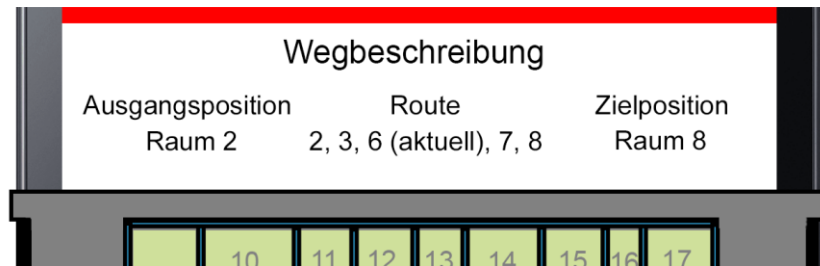 Wegbeschreibung
Ausgangsposition Route Zielposition
Raum 2 2, 3, 6 (aktuell), 7, 8 Raum 8
10 11 12 13 14 15 16 17